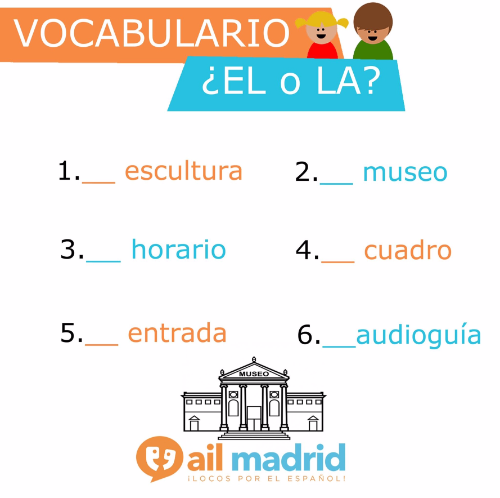 VOCABULARIO
¿EL o LA?
1.__ escultura
2.__ museo
3.__ horario
4.__ cuadro
5.__ entrada
6.__audioguía
MUSEO
ail madrid
¡LOCOS POR EL ESPAÑOL!